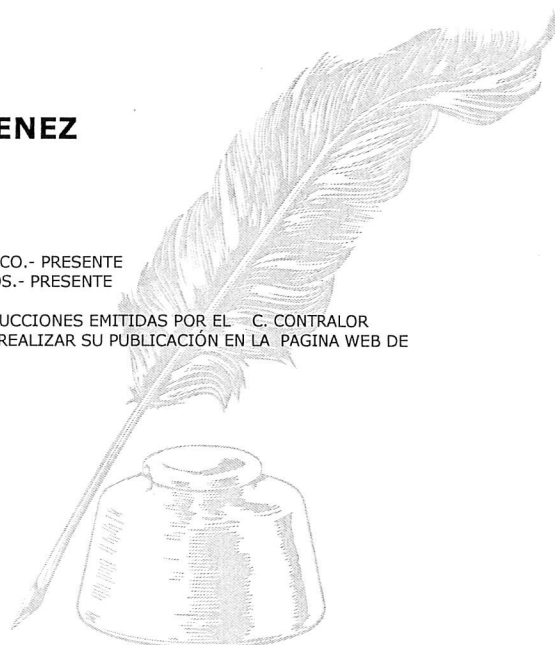 ENEZ
CO.- PRESENTE
OS.- PRESENTE
UCCIONES EMITIDAS POR EL C. CONTRALOR
REALIZAR SU PUBLICACIÓN EN LA PAGINA WEB DE